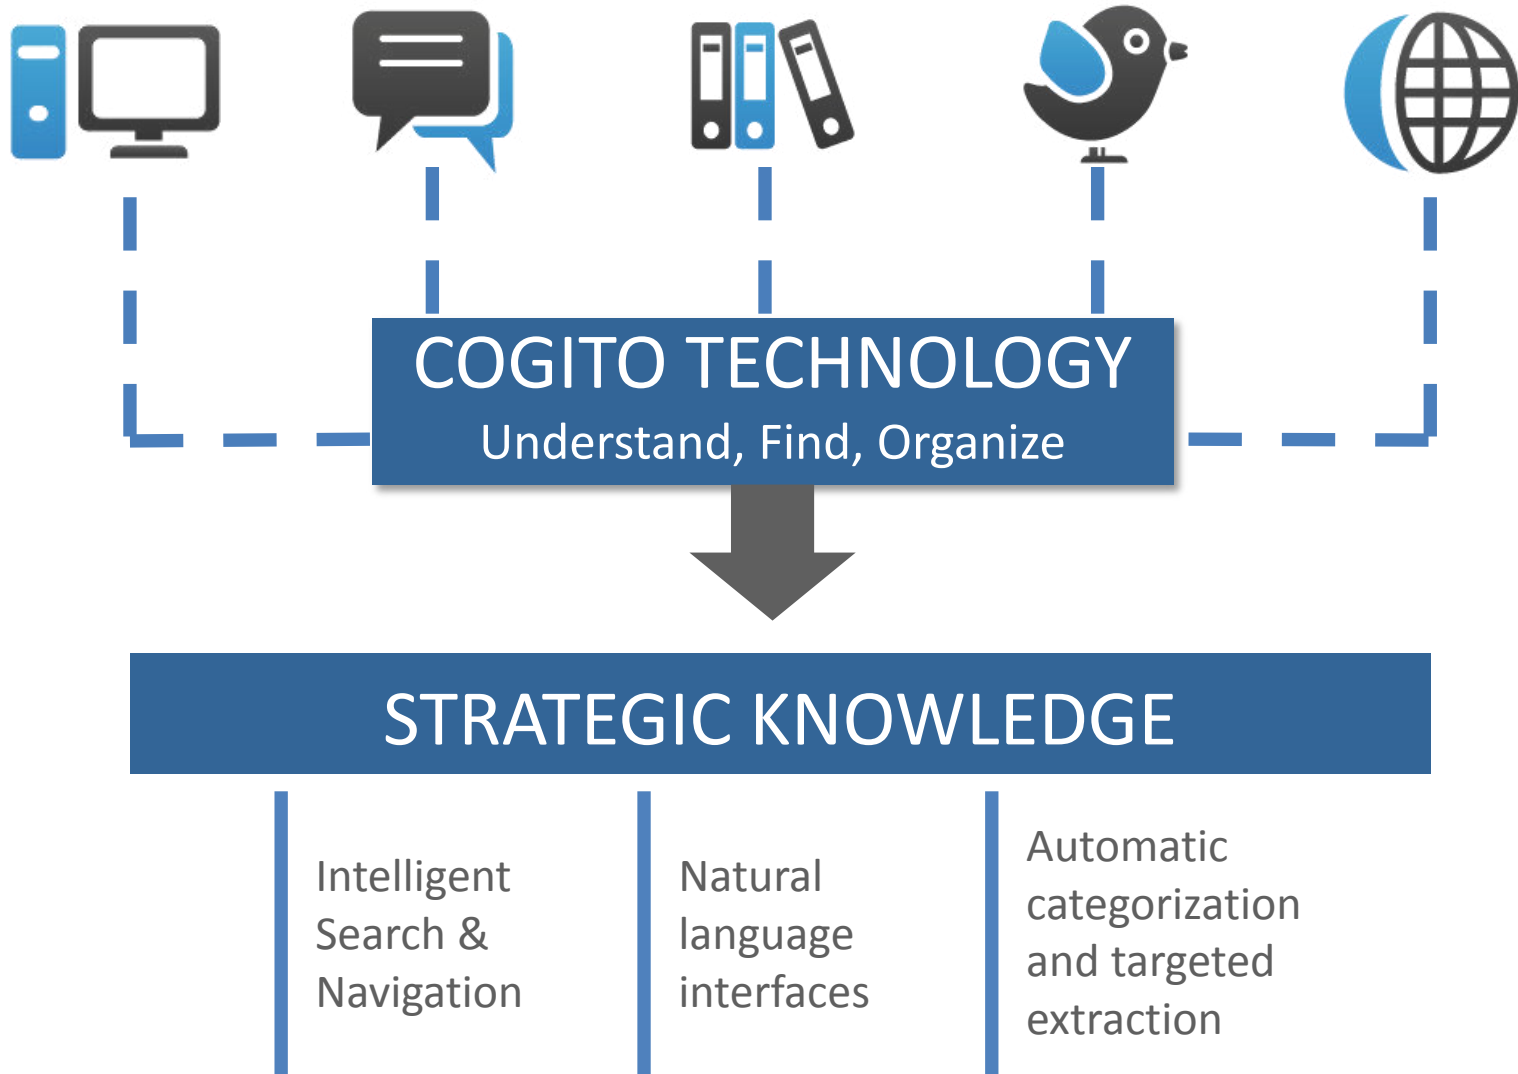 COGITO TECHNOLOGY
Understand, Find, Organize
STRATEGIC KNOWLEDGE
Intelligent
Search &
Navigation
Natural
language
interfaces
Automatic
categorization
and targeted
extraction